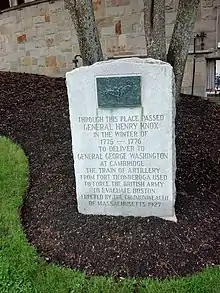 THROUGH THIS PLACE PASSED
GENERAL HENRY KNOX
IN THE WINTER OF
1775 - 1776
TO DELIVER TO
GENERAL GEORGE WASHINGTON
AT CAMBRIDGE
THE TRAIN OF ARTILLERY
FROM FORT TICONDEROGA USED
TO FORCE THE BRITISH ARMY
TO EVACUATE BOSTON
ERECTED BY THE COMMONWEALTH
OF MASSACHUSETTS 1927